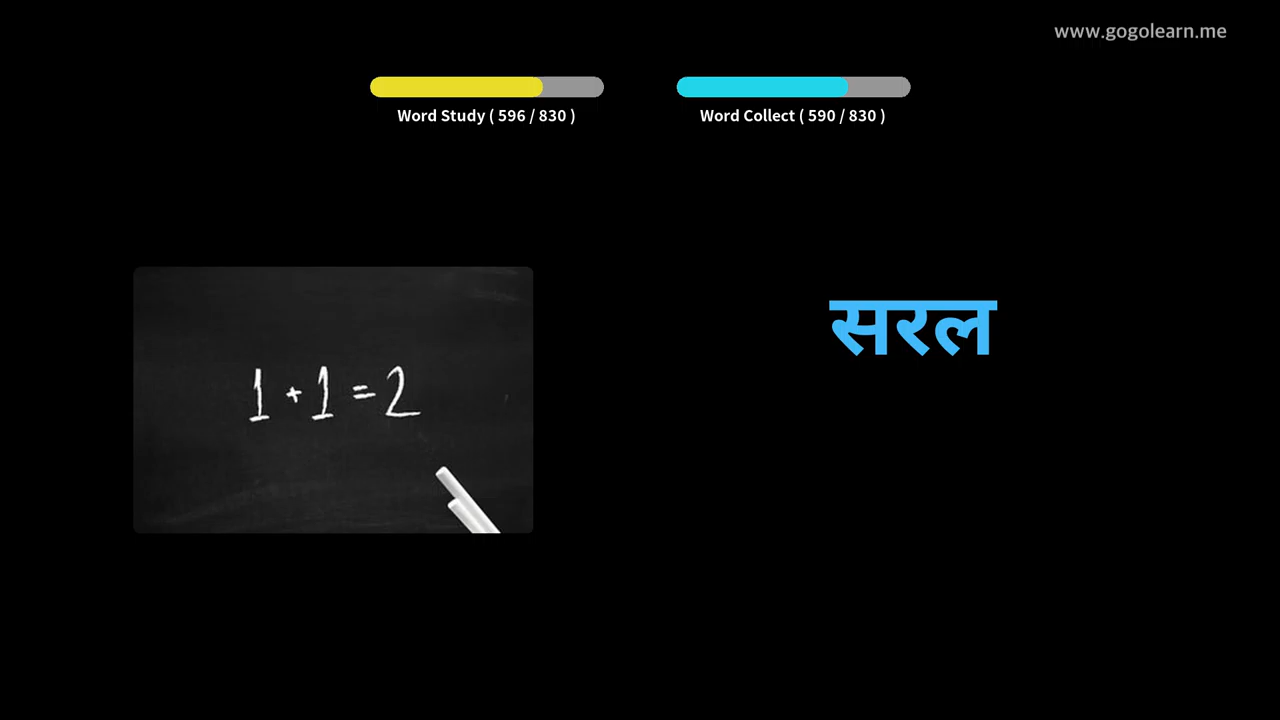 www.gogolearn.me
Word Study ( 596 / 830 )
Word Collect ( 590 / 830 )
सरल
1 + 1 = 2